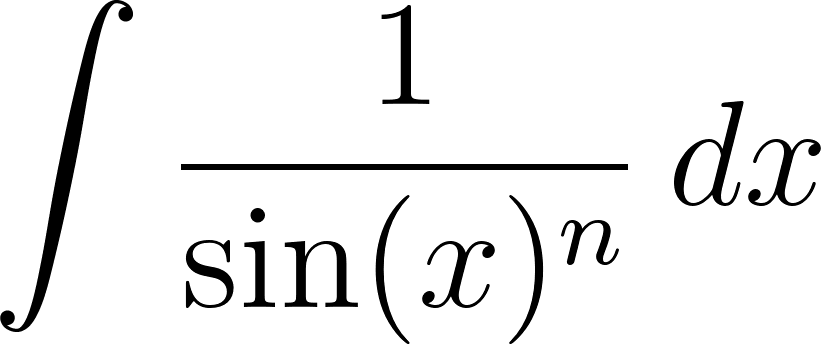 ∫ 1/sin(x)ⁿ dx